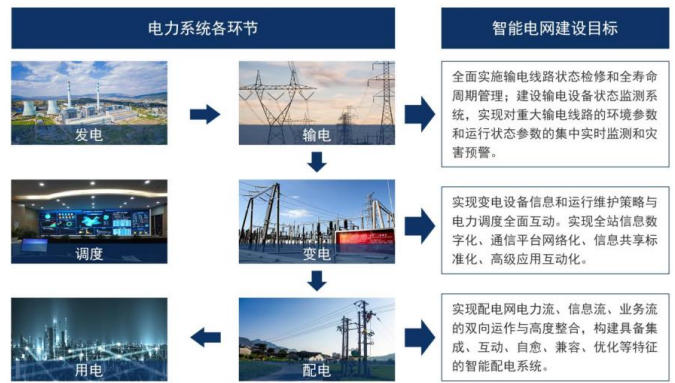 电力系统各环节
智能电网建设目标
发电
输电
全面实施输电线路状态检修和全寿命
周期管理；建设输电设备状态监测系
统，实现对重大输电线路的环境参数
和运行状态参数的集中实时监测和灾
害预警。
调度
变电
实现变电设备信息和运行维护策略与
电力调度全面互动。实现全站信息数
字化、通信平台网络化、信息共享标
准化、高级应用互动化。
用电
配电
实现配电网电力流、信息流、业务流
的双向运作与高度整合，构建具备集
成、互动、自愈、兼容、优化等特征
的智能配电系统。